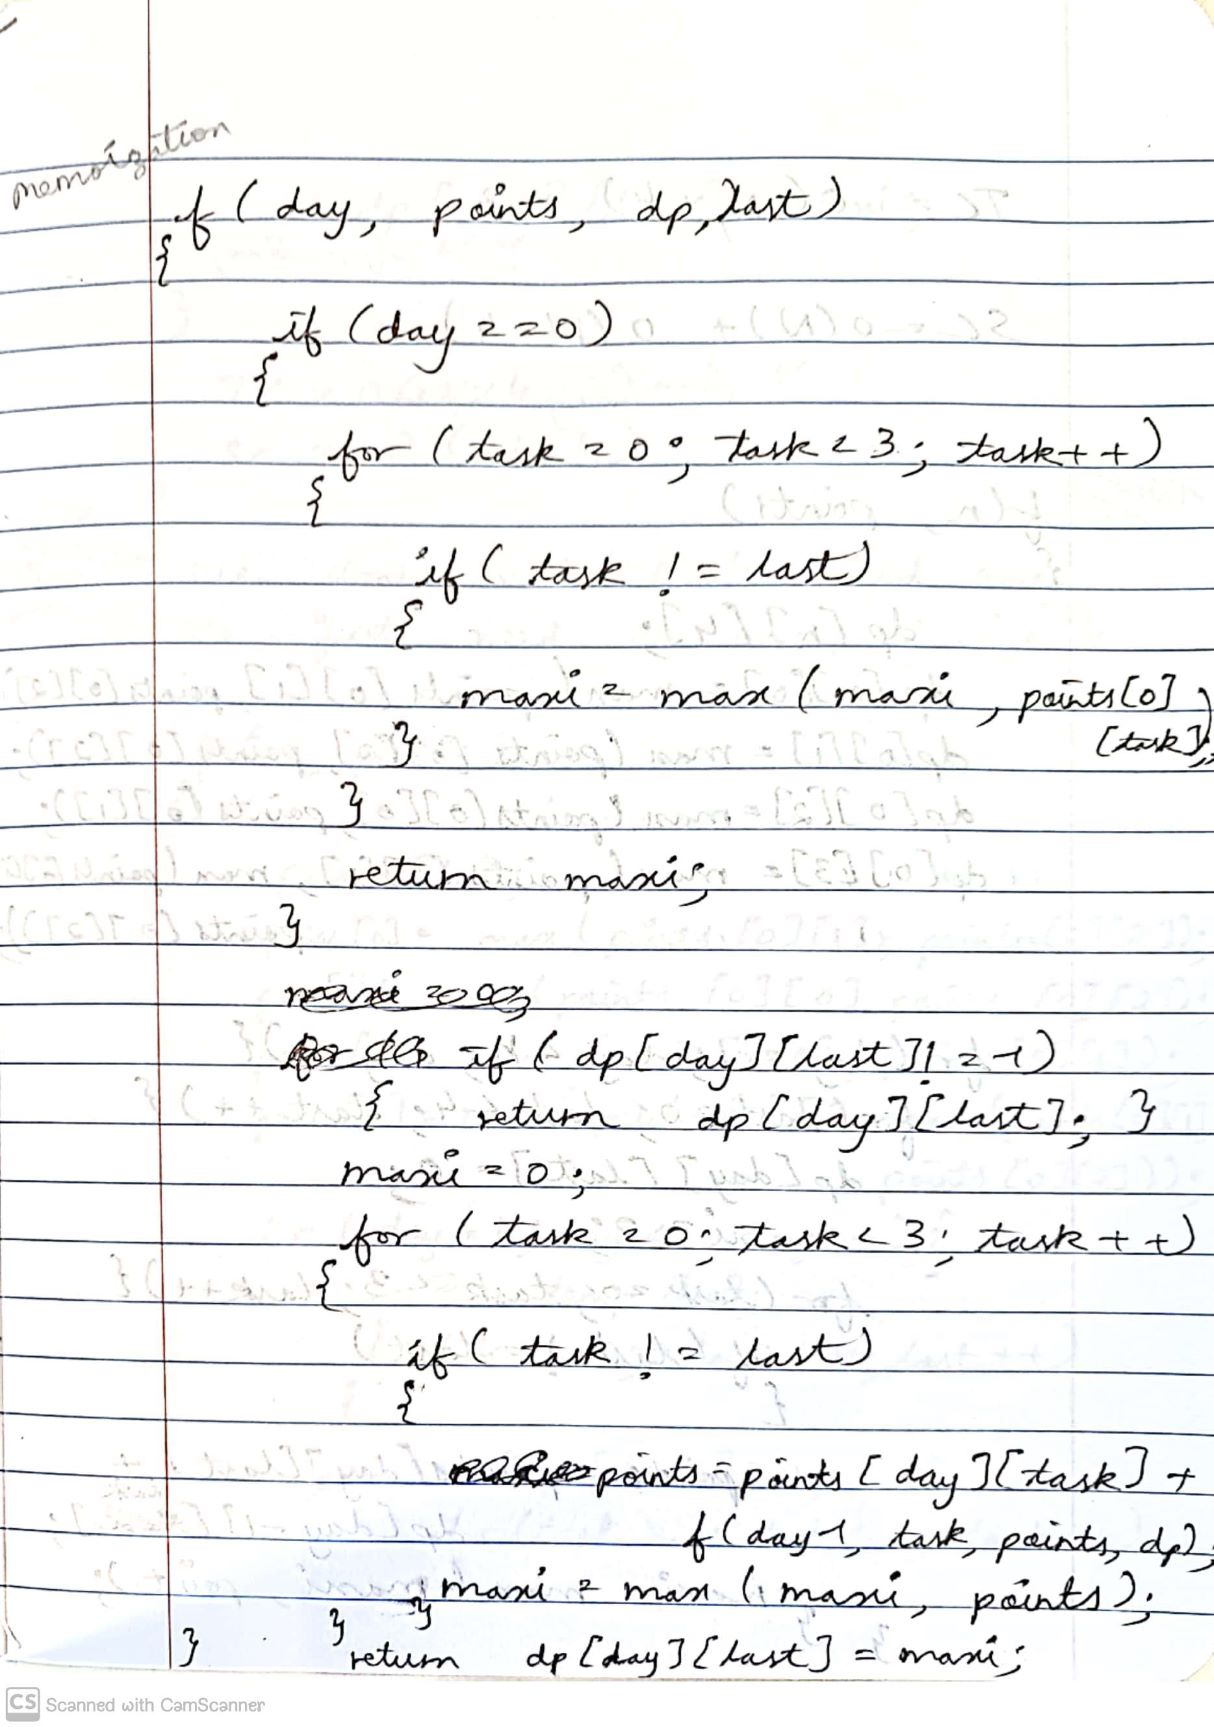 memoization
f ( day, points, dp, last )
{
if (day == 0)
{
for ( task = 0; task < 3; task++ )
{
if ( task != last )
{
maxi = max ( maxi, points[0]
[task]);
}
}
return maxi;
}
if ( dp[day][last] != -1 )
{ return dp[day][last]; }
maxi = 0;
for ( task = 0; task < 3; task++ )
{
if ( task != last )
{
points = points [day][task] +
f(day-1, task, points, dp);
maxi = max ( maxi, points );
}
}
return dp[day][last] = maxi;
}
CS Scanned with CamScanner